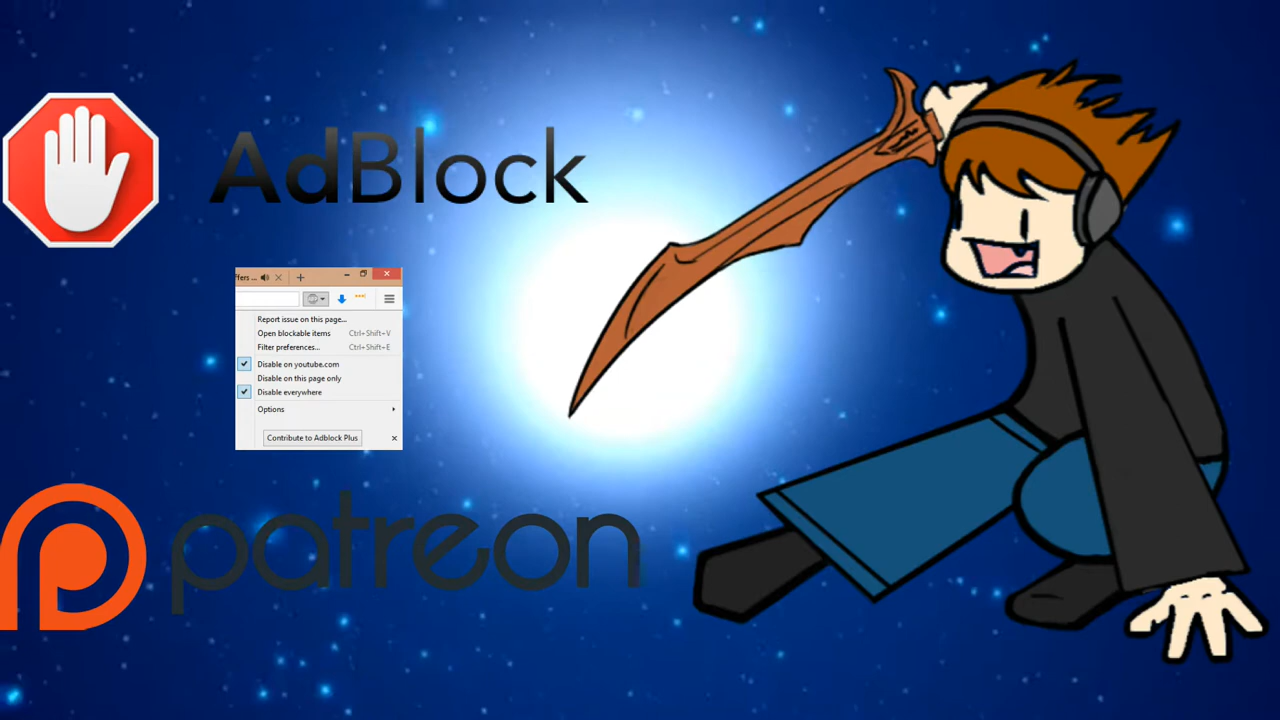 AdBlock
ffers ...
Report issue on this page...
Open blockable items Ctrl+Shift+V
Filter preferences... Ctrl+Shift+E
Disable on youtube.com
Disable on this page only
Disable everywhere
Options
Contribute to Adblock Plus
patreon